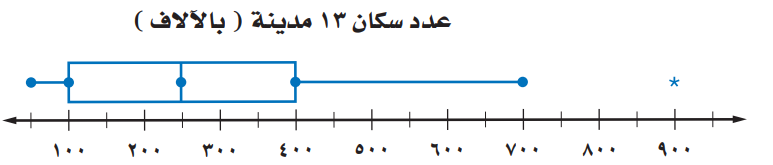 عدد سكان ١٣ مدينة ( بالآلاف )
١٠٠ ٢٠٠ ٣٠٠ ٤٠٠ ٥٠٠ ٦٠٠ ٧٠٠ ٨٠٠ ٩٠٠